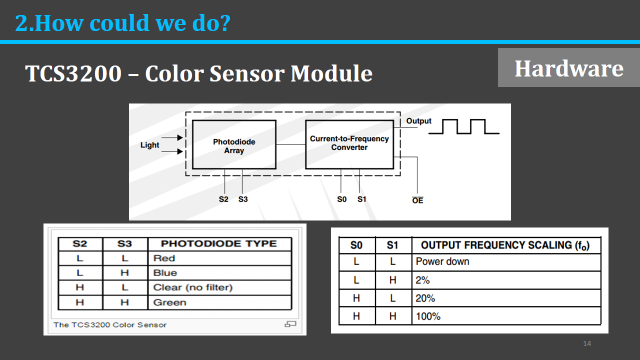 2.How could we do?
Hardware
TCS3200 – Color Sensor Module
Light
Photodiode
Array
Current-to-Frequency
Converter
Output
S2 S3
S0 S1
OE
S2 S3 PHOTODIODE TYPE
L L Red
L H Blue
H L Clear (no filter)
H H Green
The TCS3200 Color Sensor
S0 S1 OUTPUT FREQUENCY SCALING (fo)
L L Power down
L H 2%
H L 20%
H H 100%
14